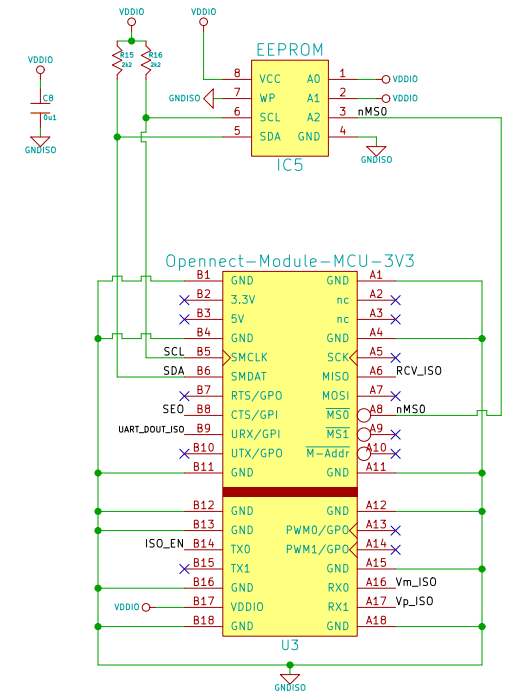 VDDIO
VDDIO
VDDIO
R15
2k2
R16
2k2
C8
0u1
GNDISO
EEPROM
8 VCC A0 1 VDDIO
GNDISO 7 WP A1 2 VDDIO
6 SCL A2 3 nMS0
5 SDA GND 4
GNDISO
IC5
Opennect-Module-MCU-3V3
B1 GND GND A1
B2 3.3V nc A2
B3 5V nc A3
B4 GND GND A4
SCL B5 SMCLK SCK A5
SDA B6 SMDAT MISO A6 RCV_ISO
B7 RTS/GPO MOSI A7
SEO B8 CTS/GPI MS0 A8 nMS0
UART_DOUT_ISO B9 URX/GPI MS1 A9
B10 UTX/GPO M-Addr A10
B11 GND GND A11
B12 GND GND A12
B13 GND PWM0/GPO A13
ISO_EN B14 TX0 PWM1/GPO A14
B15 TX1 GND A15
B16 GND RX0 A16 Vm_ISO
VDDIO B17 VDDIO RX1 A17 Vp_ISO
B18 GND GND A18
U3
GNDISO